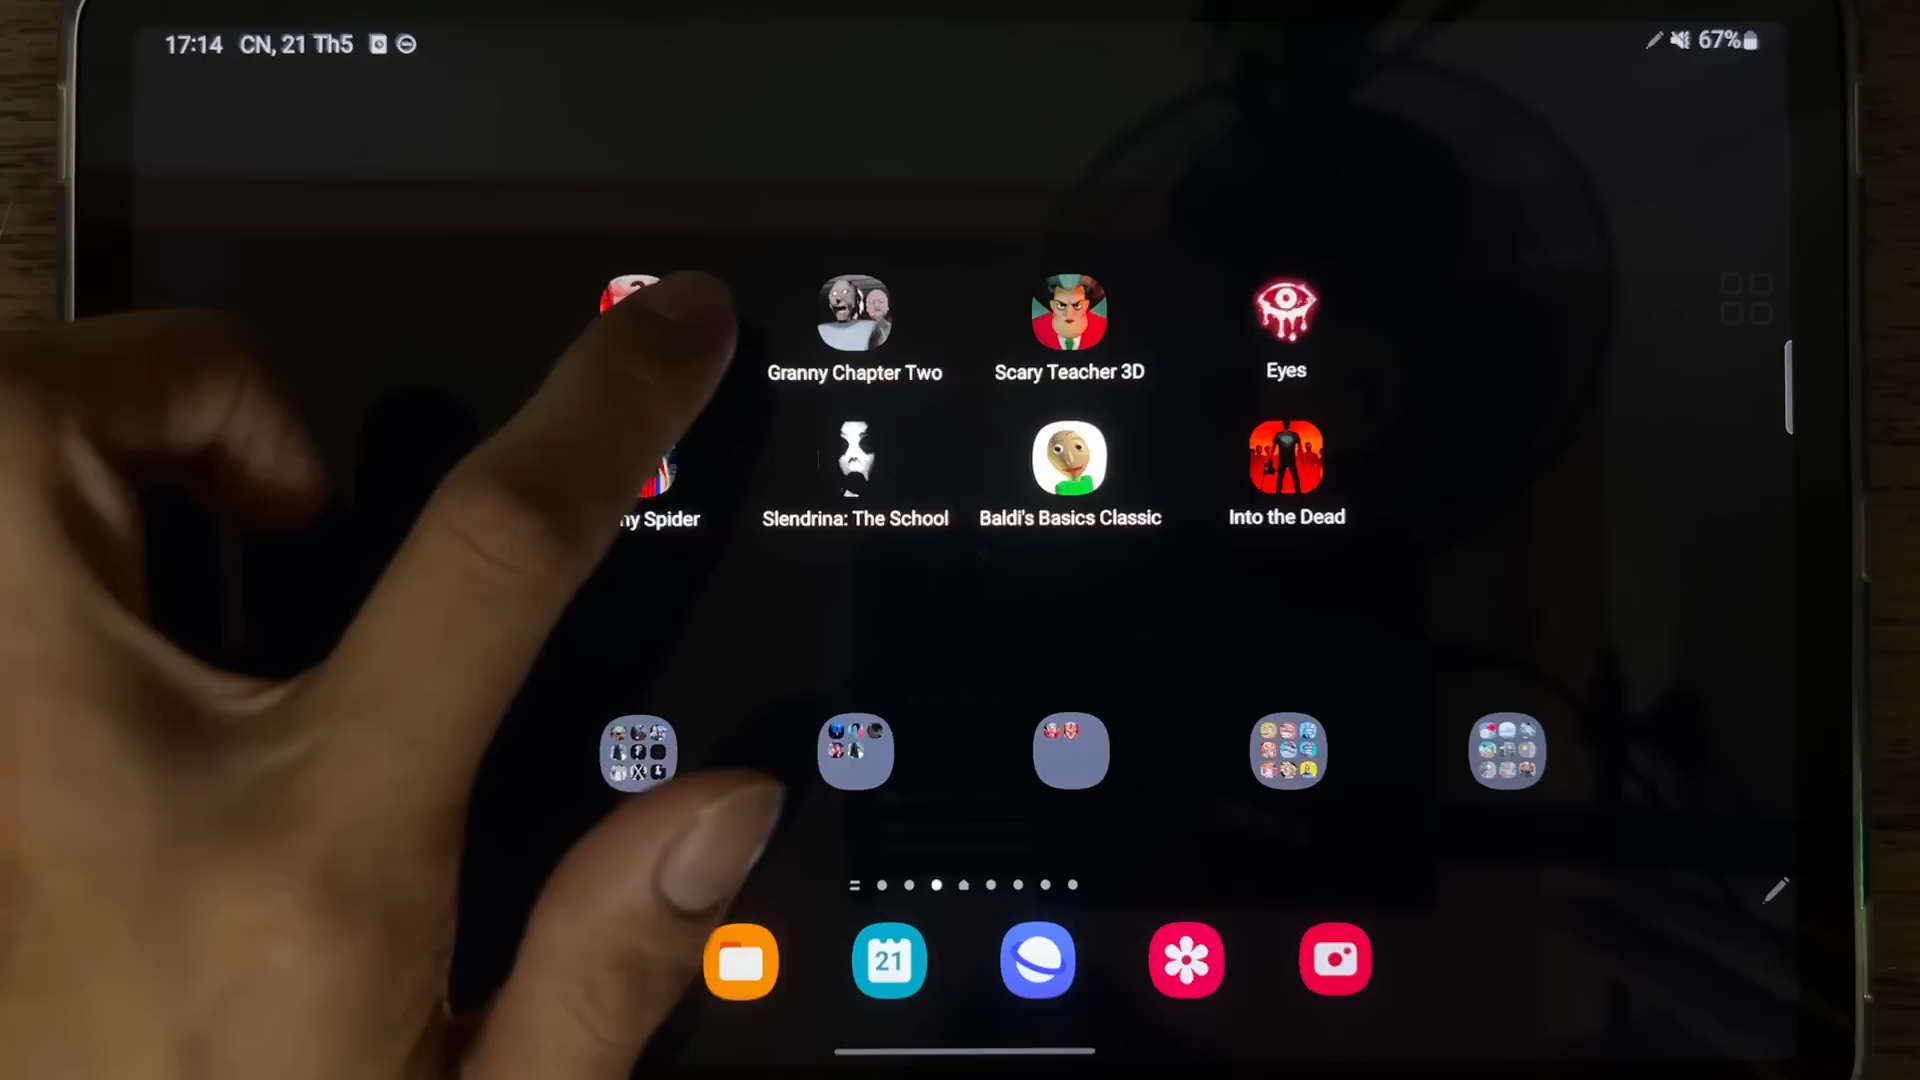 17:14 CN, 21 Th5
67%
Granny Chapter Two
Scary Teacher 3D
Eyes
Spider
Slendrina: The School
Baldi's Basics Classic
Into the Dead
21